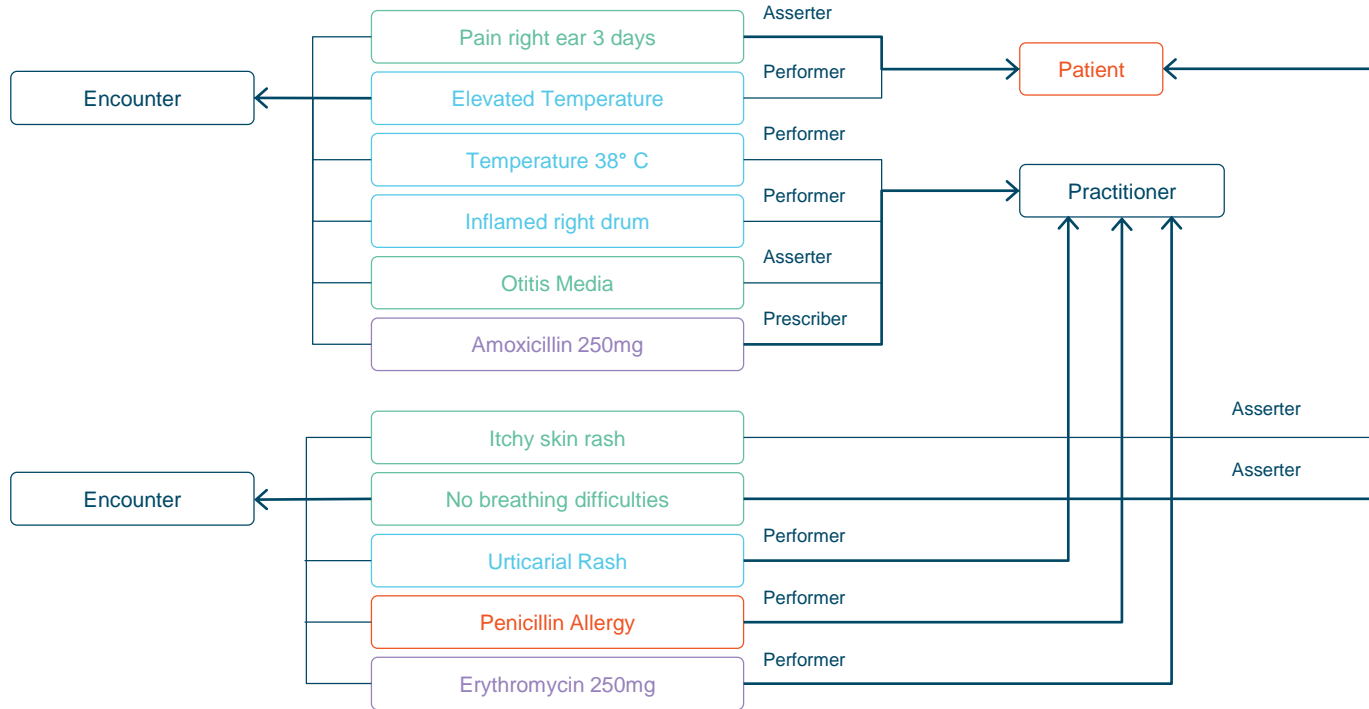 Asserter
Pain right ear 3 days
Patient
Performer
Encounter
Elevated Temperature
Performer
Temperature 38° C
Performer
Practitioner
Inflamed right drum
Asserter
Otitis Media
Prescriber
Amoxicillin 250mg
Asserter
Itchy skin rash
Asserter
Encounter
No breathing difficulties
Performer
Urticarial Rash
Performer
Penicillin Allergy
Performer
Erythromycin 250mg